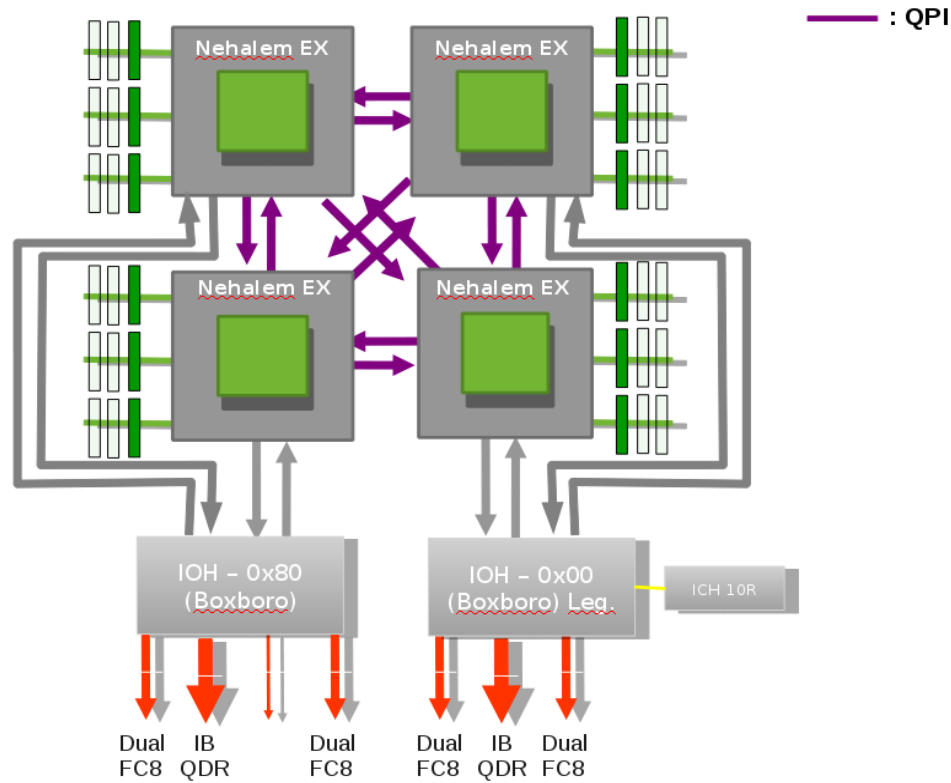 : QPI
Nehalem EX
Nehalem EX
Nehalem EX
Nehalem EX
IOH – 0x80
(Boxboro)
IOH – 0x00
(Boxboro) Leg.
ICH 10R
Dual
FC8
IB
QDR
Dual
FC8
Dual
FC8
IB
QDR
Dual
FC8